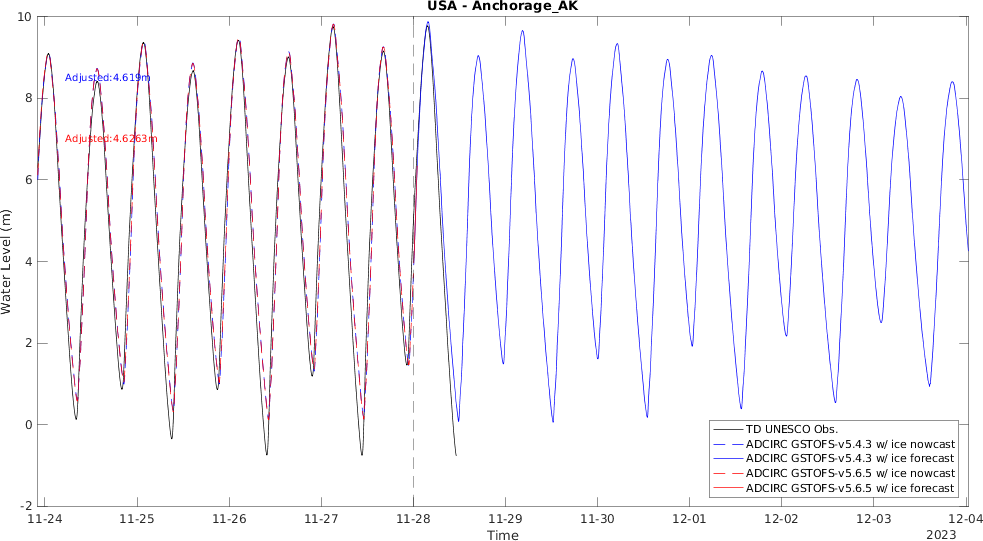 USA - Anchorage_AK
10
8
6
4
2
0
-2
Water Level (m)
Adjusted:4.619m
Adjusted:4.6263m
TD UNESCO Obs.
ADCIRC GSTOFS-v5.4.3 w/ ice nowcast
ADCIRC GSTOFS-v5.4.3 w/ ice forecast
ADCIRC GSTOFS-v5.6.5 w/ ice nowcast
ADCIRC GSTOFS-v5.6.5 w/ ice forecast
11-24 11-25 11-26 11-27 11-28 11-29 11-30 12-01 12-02 12-03 12-04
Time
2023